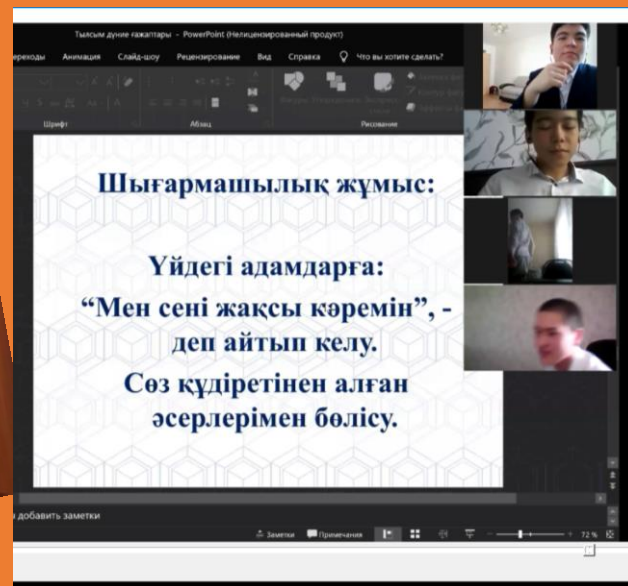 Тылсым дүние ғажаптары - PowerPoint (Нелицензированный продукт)
ереходы Анимация Слайд-шоу Рецензирование Вид Справка Что вы хотите сделать?
Шрифт Абзац Рисование
Шығармашылық жұмыс:
Үйдегі адамдарға:
“Мен сені жақсы кәремін”, -
деп айтып келу.
Сөз құдіретінен алған
әсерлерімен бөлісу.
добавить заметки
Заметки Примечания 72 %